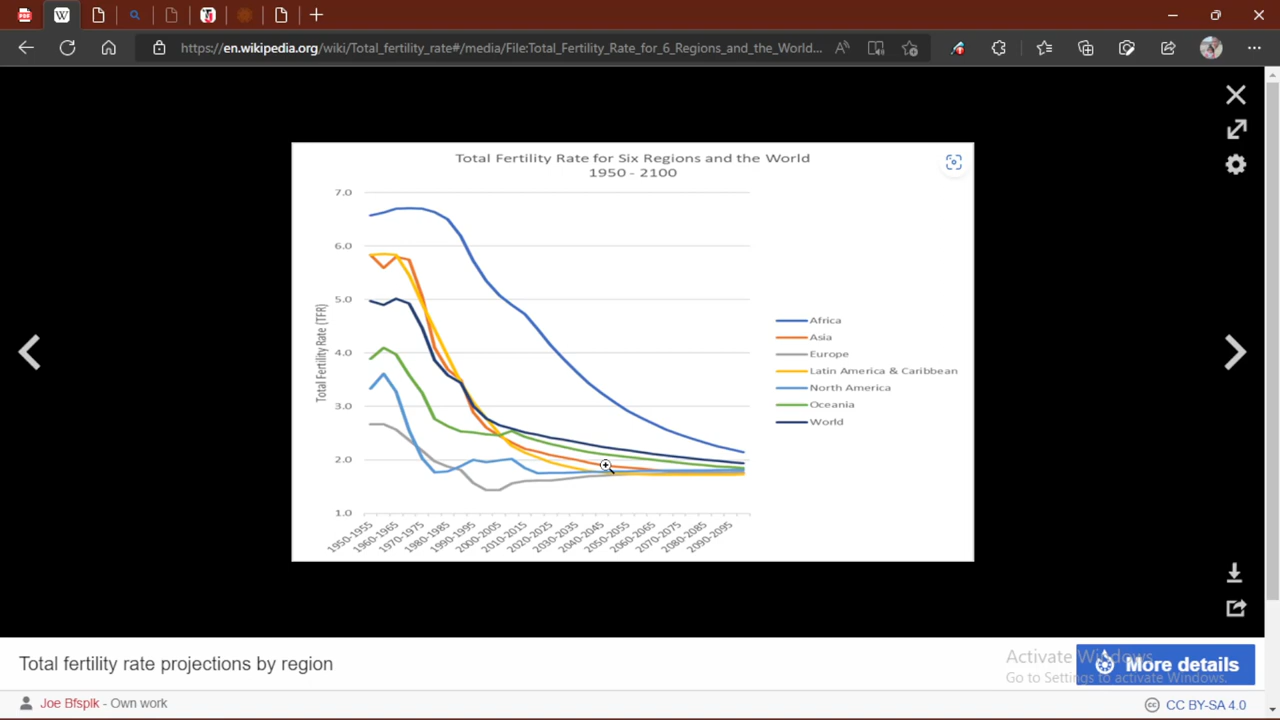 https://en.wikipedia.org/wiki/Total_fertility_rate#/media/File:Total_Fertility_Rate_for_6_Regions_and_the_World...
Total Fertility Rate for Six Regions and the World
1950 - 2100
Total Fertility Rate (TFR)
7.0
6.0
5.0
4.0
3.0
2.0
1.0
1950-1955
1960-1965
1970-1975
1980-1985
1990-1995
2000-2005
2010-2015
2020-2025
2030-2035
2040-2045
2050-2055
2060-2065
2070-2075
2080-2085
2090-2095
Africa
Asia
Europe
Latin America & Caribbean
North America
Oceania
World
Total fertility rate projections by region
Activate Windows
Go to Settings to activate Windows.
More details
Joe Bfsplk - Own work
CC BY-SA 4.0